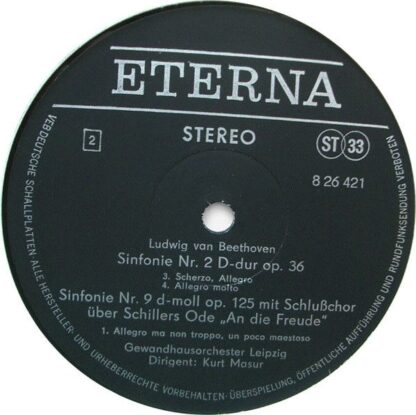 ETERNA
STEREO
2
ST 33
8 26 421
Ludwig van Beethoven
Sinfonie Nr. 2 D-dur op. 36
3. Scherzo, Allegro
4. Allegro molto
Sinfonie Nr. 9 d-moll op. 125 mit Schlußchor
über Schillers Ode „An die Freude“
1. Allegro ma non troppo, un poco maestoso
Gewandhausorchester Leipzig
Dirigent: Kurt Masur
VEB DEUTSCHE SCHALLPLATTEN · ALLE HERSTELLER- UND URHEBERRECHTE VORBEHALTEN · ÜBERSPIELUNG, ÖFFENTLICHE AUFFÜHRUNG UND RUNDFUNKSENDUNG VERBOTEN